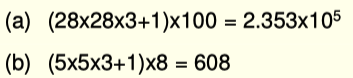 (a) (28x28x3+1)x100 = 2.353x10⁵
(b) (5x5x3+1)x8 = 608